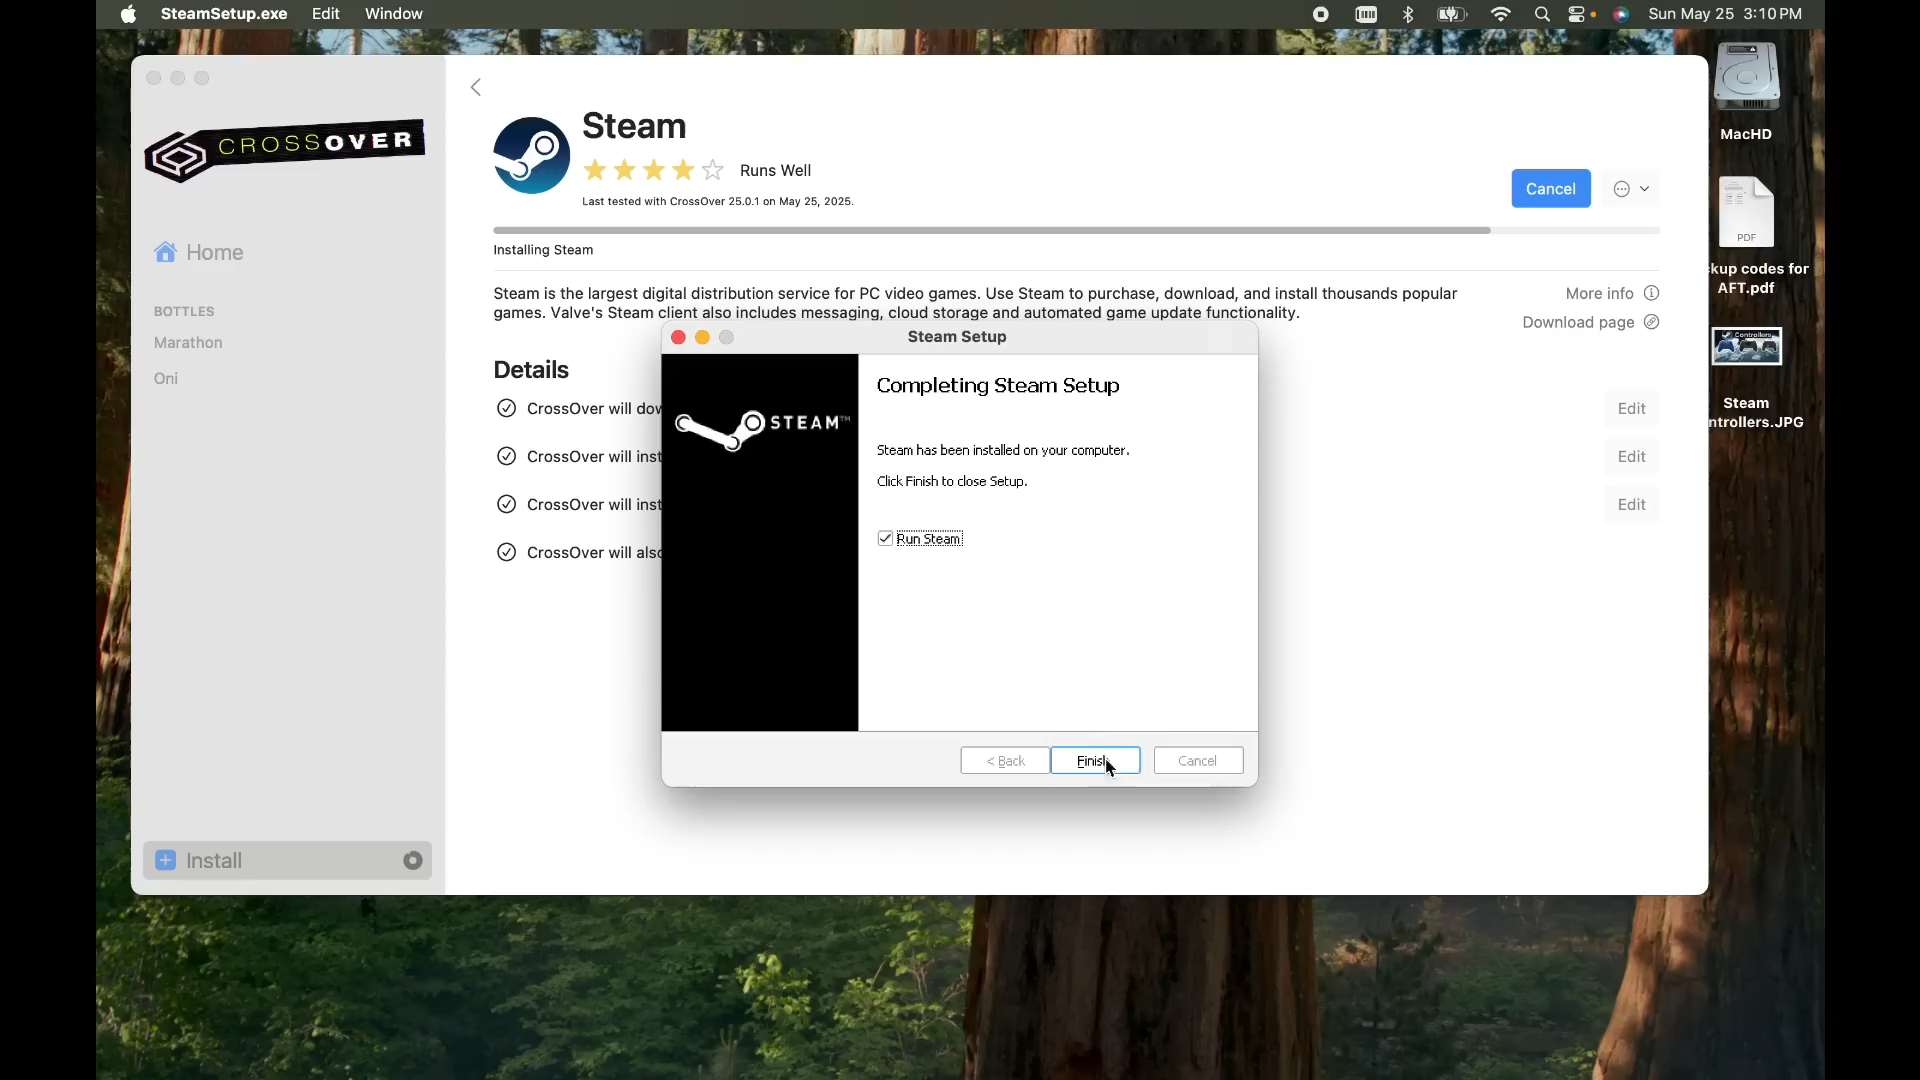 SteamSetup.exe Edit Window
Sun May 25 3:10 PM
CROSSOVER
Home
BOTTLES
Marathon
Oni
Install
Steam
Runs Well
Last tested with CrossOver 25.0.1 on May 25, 2025.
Cancel
Installing Steam
Steam is the largest digital distribution service for PC video games. Use Steam to purchase, download, and install thousands popular
games. Valve's Steam client also includes messaging, cloud storage and automated game update functionality.
More info
Download page
Details
CrossOver will dow
Edit
CrossOver will inst
Edit
CrossOver will inst
Edit
CrossOver will also
Steam Setup
STEAM™
Completing Steam Setup
Steam has been installed on your computer.
Click Finish to close Setup.
Run Steam
< Back
Finish
Cancel
MacHD
PDF
kup codes for
AFT.pdf
Controllers
Steam
ntrollers.JPG